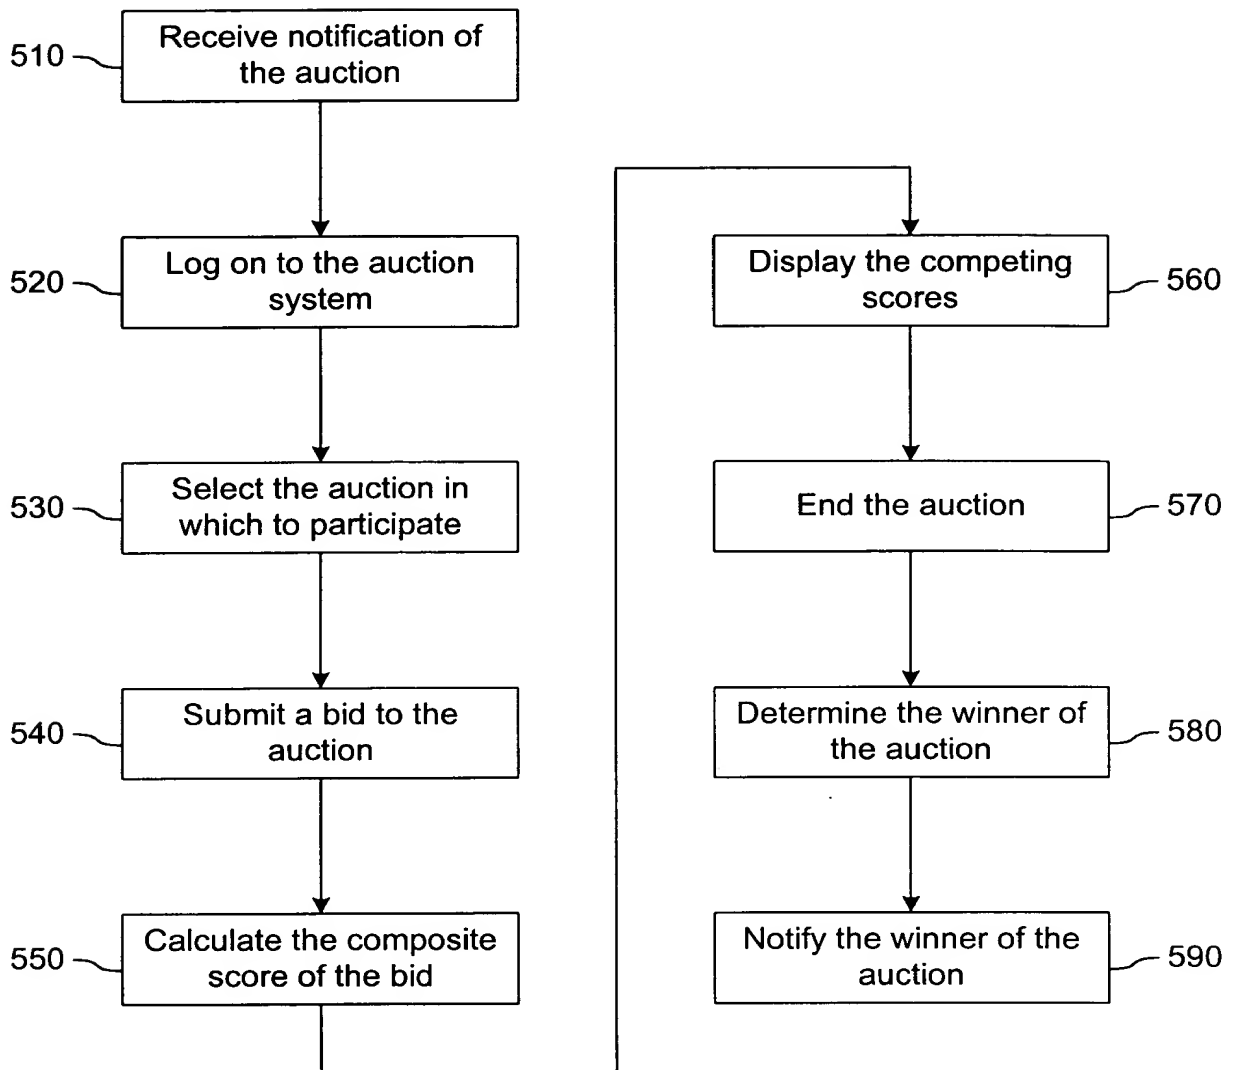 510
Receive notification of
the auction
520
Log on to the auction
system
530
Select the auction in
which to participate
540
Submit a bid to the
auction
550
Calculate the composite
score of the bid
Display the competing
scores
560
End the auction
570
Determine the winner of
the auction
580
Notify the winner of the
auction
590